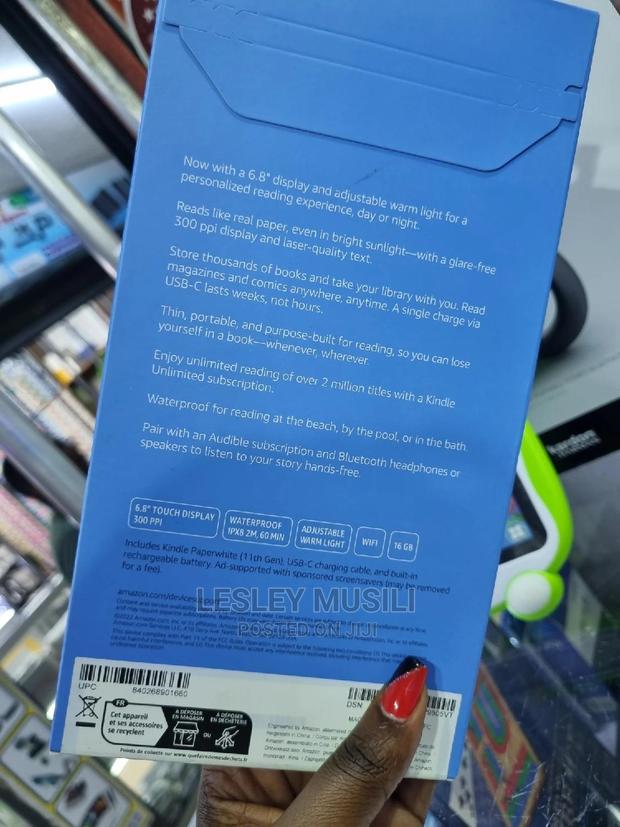 Now with a 6.8" display and adjustable warm light for a
personalized reading experience, day or night.
Reads like real paper, even in bright sunlight—with a glare-free
300 ppi display and laser-quality text.
Store thousands of books and take your library with you. Read
magazines and comics anywhere, anytime. A single charge via
USB-C lasts weeks, not hours.
Thin, portable, and purpose-built for reading, so you can lose
yourself in a book—whenever, wherever.
Enjoy unlimited reading of over 2 million titles with a Kindle
Unlimited subscription.
Waterproof for reading at the beach, by the pool, or in the bath.
Pair with an Audible subscription and Bluetooth headphones or
speakers to listen to your story hands-free.
6.8" TOUCH DISPLAY
300 PPI
WATERPROOF
IPX8 2M, 60 MIN
ADJUSTABLE
WARM LIGHT
WIFI
16 GB
Includes Kindle Paperwhite (11th Gen), USB-C charging cable, and built-in
rechargeable battery. Ad-supported with sponsored screensavers (may be removed
for a fee).
LESLEY MUSILI
POSTED ON JIJI
UPC
840268901660
DSN
FR
Cet appareil
et ses accessoires
se recyclent
À DÉPOSER
EN MAGASIN
OU
À DÉPOSER
EN DÉCHÈTERIE
Points de collecte sur www.quefairedemesdechets.fr
harman